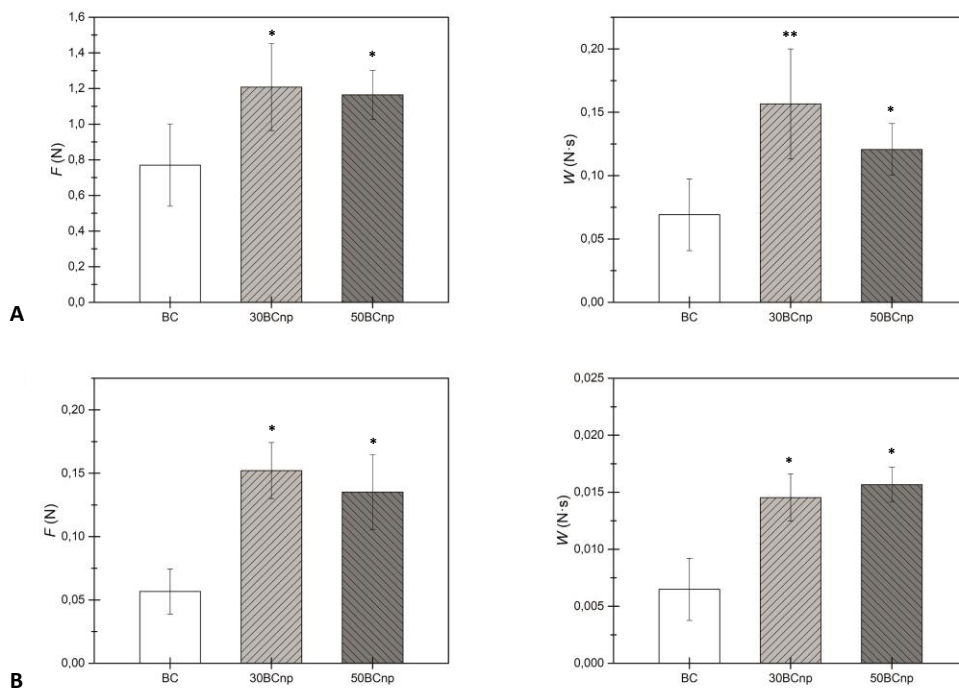 1,6
1,4
1,2
1,0
0,8
0,6
0,4
0,2
0,0
F (N)
*
*
BC
30BCnp
50BCnp
0,20
0,15
0,10
0,05
0,00
W (N·s)
**
*
BC
30BCnp
50BCnp
A
0,20
0,15
0,10
0,05
0,00
F (N)
*
*
BC
30BCnp
50BCnp
0,025
0,020
0,015
0,010
0,005
0,000
W (N·s)
*
*
BC
30BCnp
50BCnp
B